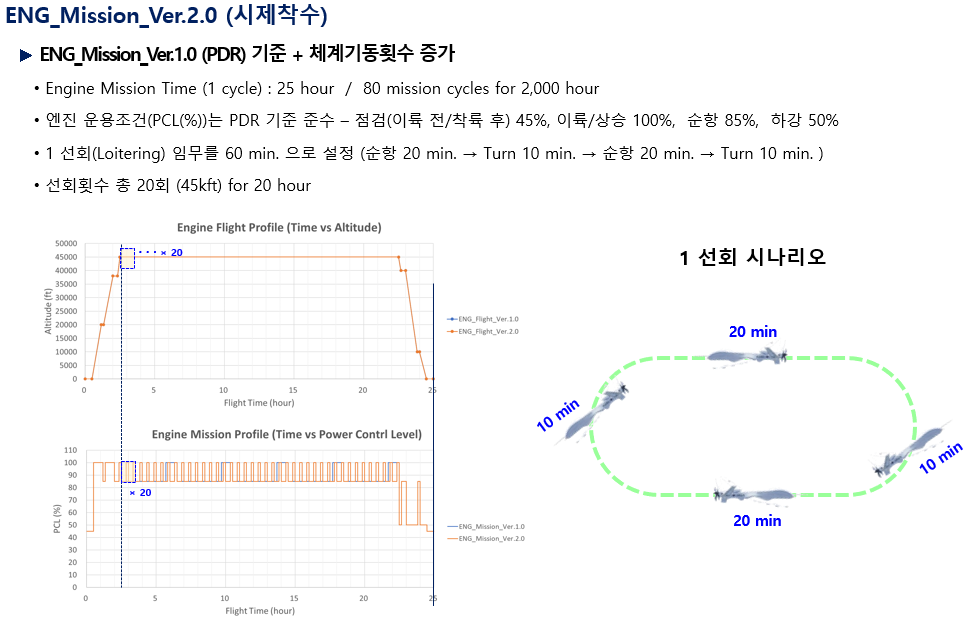 ENG_Mission_Ver.2.0 (시제착수)
▶ ENG_Mission_Ver.1.0 (PDR) 기준 + 체계기동횟수 증가
• Engine Mission Time (1 cycle) : 25 hour / 80 mission cycles for 2,000 hour
• 엔진 운용조건(PCL(%))는 PDR 기준 준수 – 점검(이륙 전/착륙 후) 45%, 이륙/상승 100%, 순항 85%, 하강 50%
• 1 선회(Loitering) 임무를 60 min. 으로 설정 (순항 20 min. → Turn 10 min. → 순항 20 min. → Turn 10 min. )
• 선회횟수 총 20회 (45kft) for 20 hour
Engine Flight Profile (Time vs Altitude)
50000
45000
40000
35000
30000
25000
20000
15000
10000
5000
0
Altitude (ft)
× 20
0 5 10 15 20 25
Flight Time (hour)
ENG_Flight_Ver.1.0
ENG_Flight_Ver.2.0
Engine Mission Profile (Time vs Power Contrl Level)
110
100
90
80
70
60
50
40
30
20
10
0
PCL (%)
× 20
0 5 10 15 20 25
Flight Time (hour)
ENG_Mission_Ver.1.0
ENG_Mission_Ver.2.0
1 선회 시나리오
20 min
10 min
10 min
20 min